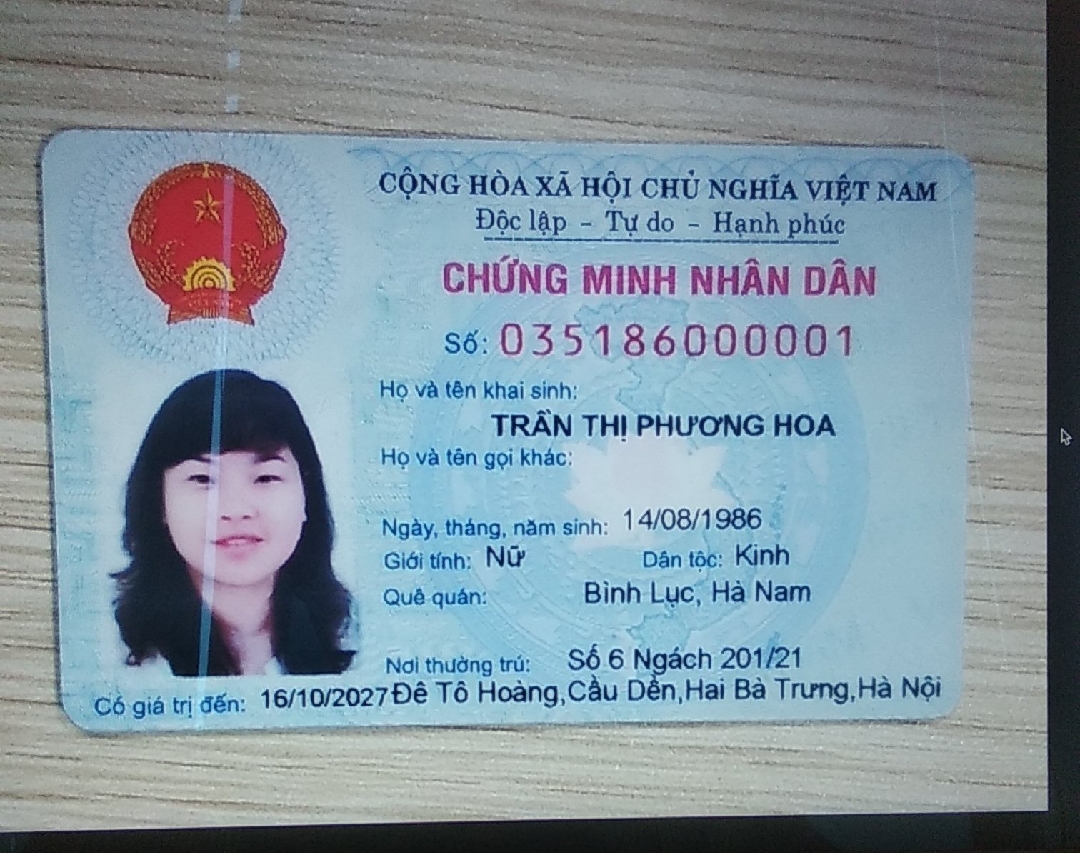 CỘNG HÒA XÃ HỘI CHỦ NGHĨA VIỆT NAM
Độc lập - Tự do - Hạnh phúc
CHỨNG MINH NHÂN DÂN
Số: 035186000001
Họ và tên khai sinh:
TRẦN THỊ PHƯƠNG HOA
Họ và tên gọi khác:
Ngày, tháng, năm sinh: 14/08/1986
Giới tính: Nữ Dân tộc: Kinh
Quê quán: Bình Lục, Hà Nam
Nơi thường trú: Số 6 Ngách 201/21
Có giá trị đến: 16/10/2027 Đê Tô Hoàng,Cầu Dền,Hai Bà Trưng,Hà Nội